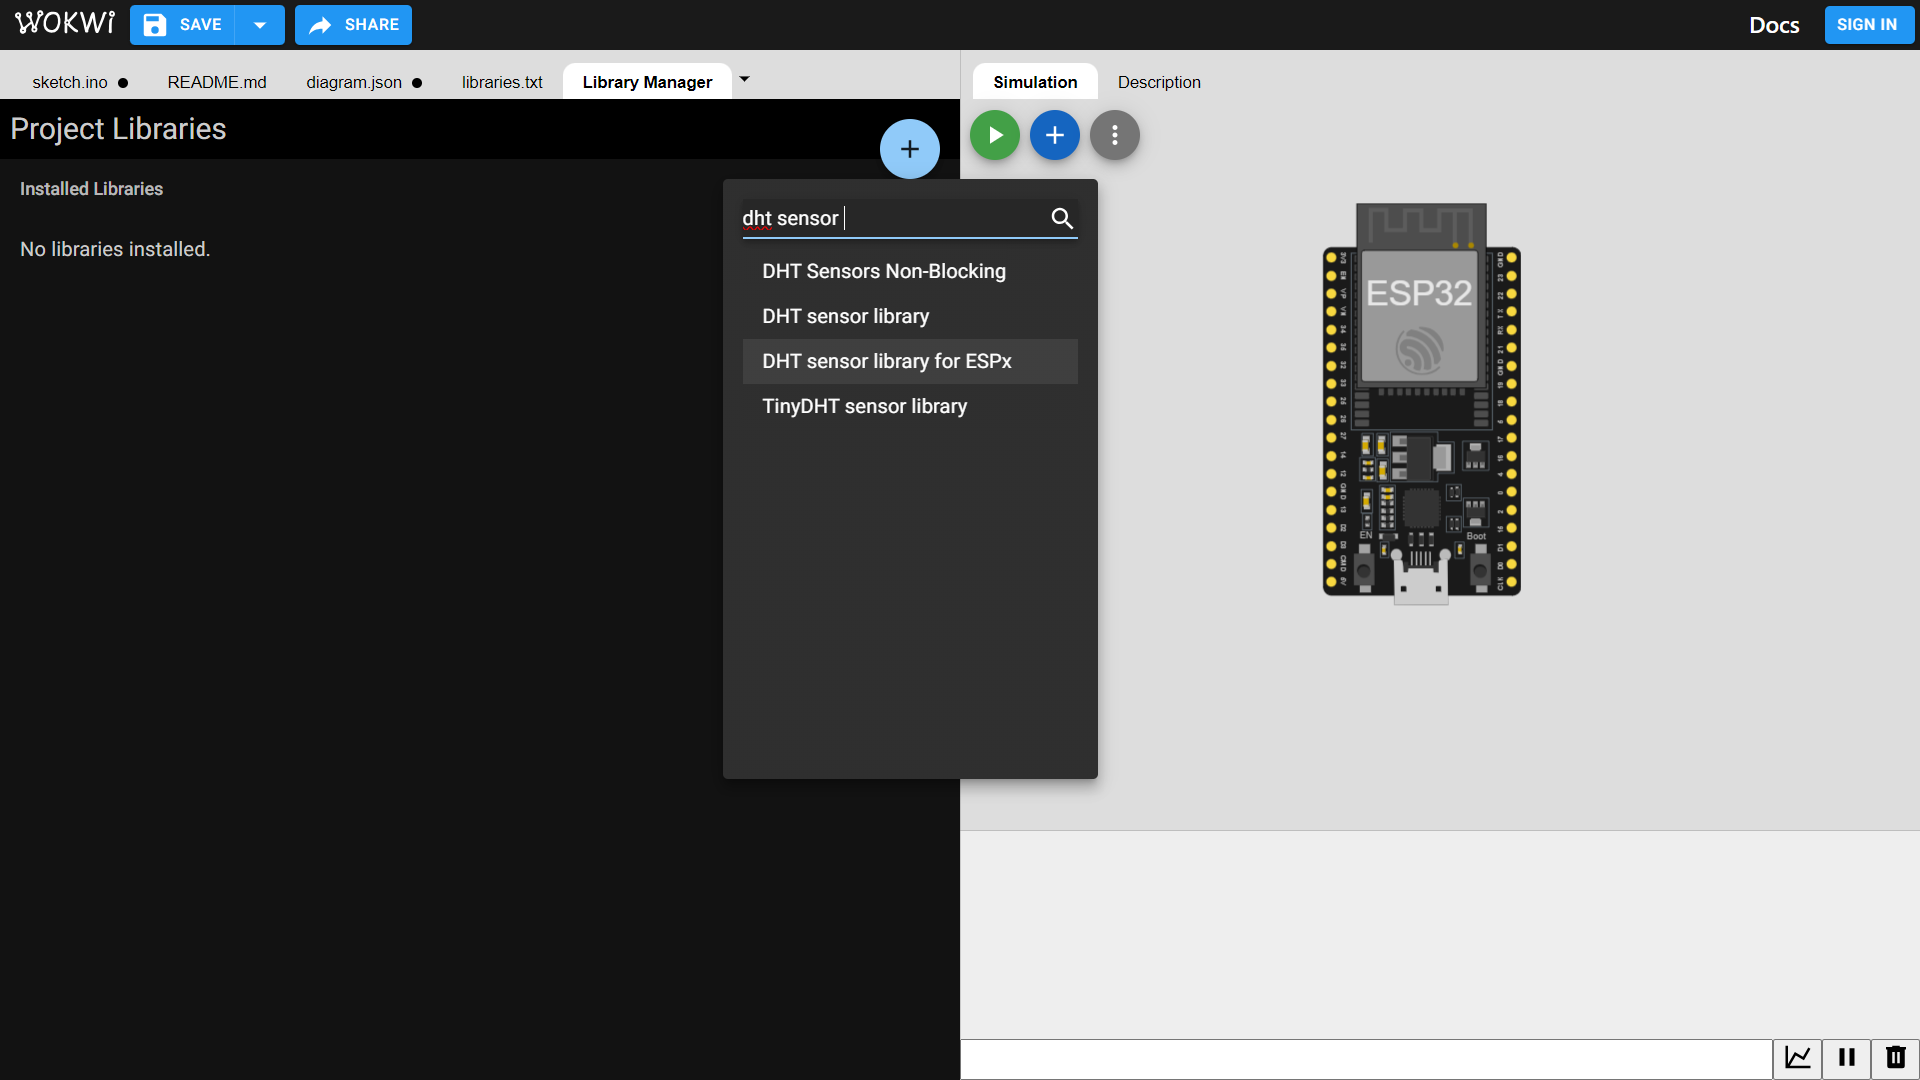 WOKWi
SAVE
SHARE
Docs
SIGN IN
sketch.ino
README.md
diagram.json
libraries.txt
Library Manager
Simulation
Description
Project Libraries
Installed Libraries
No libraries installed.
dht sensor
DHT Sensors Non-Blocking
DHT sensor library
DHT sensor library for ESPx
TinyDHT sensor library
ESP32
EN
Boot